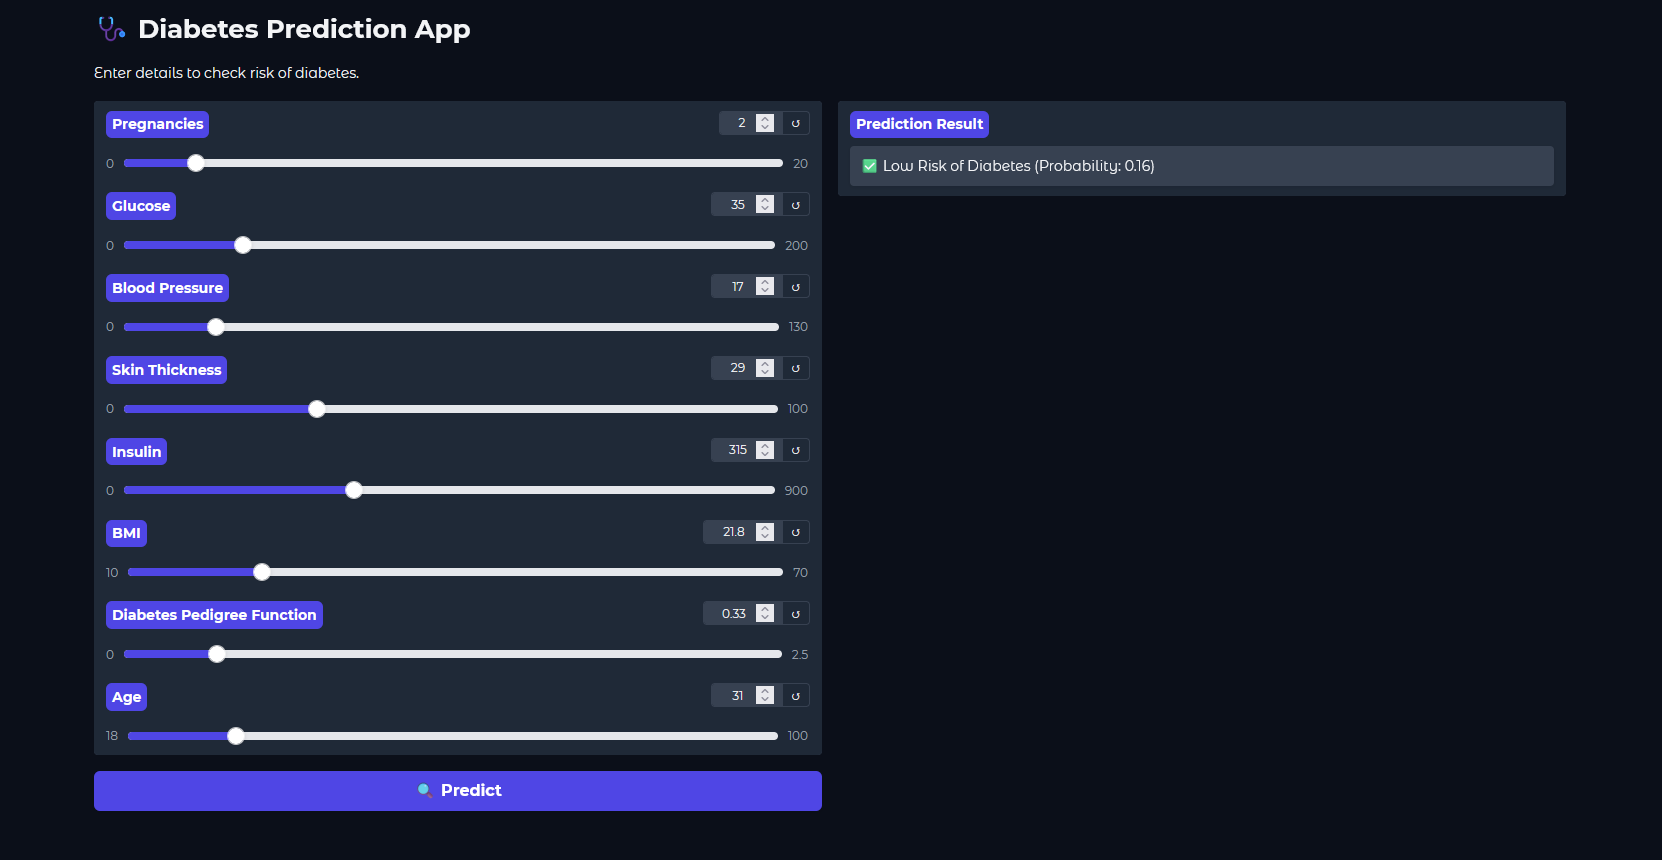 Diabetes Prediction App
Enter details to check risk of diabetes.
Pregnancies
2
↺
0
20
Glucose
35
↺
0
200
Blood Pressure
17
↺
0
130
Skin Thickness
29
↺
0
100
Insulin
315
↺
0
900
BMI
21.8
↺
10
70
Diabetes Pedigree Function
0.33
↺
0
2.5
Age
31
↺
18
100
Predict
Prediction Result
✅ Low Risk of Diabetes (Probability: 0.16)